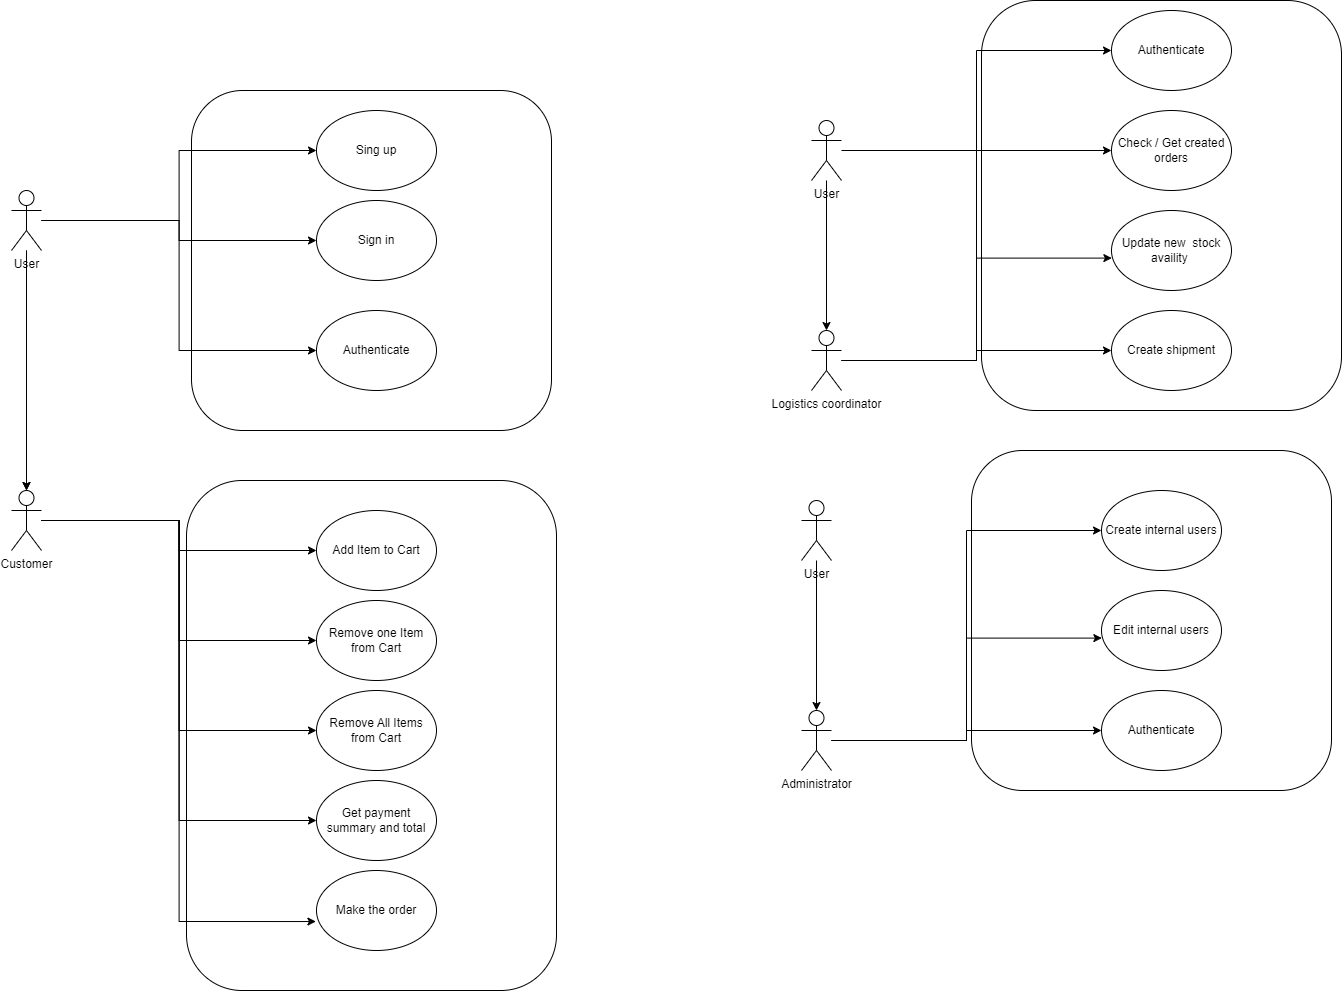 Sing up
Sign in
Authenticate
User
Customer
Add Item to Cart
Remove one Item
from Cart
Remove All Items
from Cart
Get payment
summary and total
Make the order
Authenticate
User
Check / Get created
orders
Update new  stock
availity
Create shipment
Logistics coordinator
User
Create internal users
Edit internal users
Authenticate
Administrator